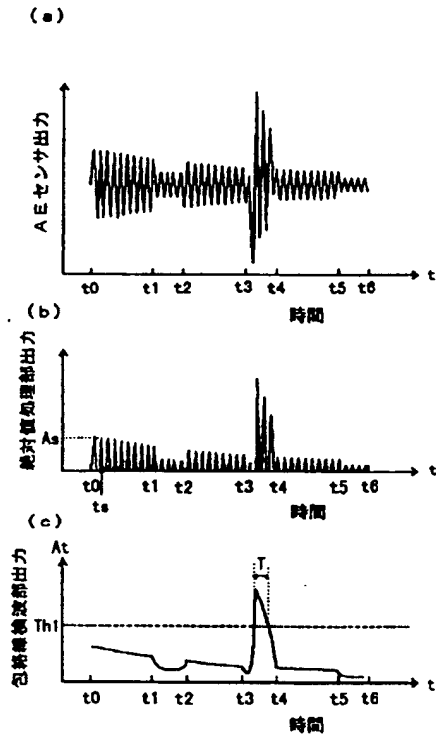 (a)
AEセンサ出力
t0 t1 t2 t3 t4 t5 t6 t
時間
(b)
絶対値処理部出力
As
t0 t1 t2 t3 t4 t5 t6 t
ts
時間
(c)
包絡線検波部出力
At
T
Th1
t0 t1 t2 t3 t4 t5 t6 t
時間